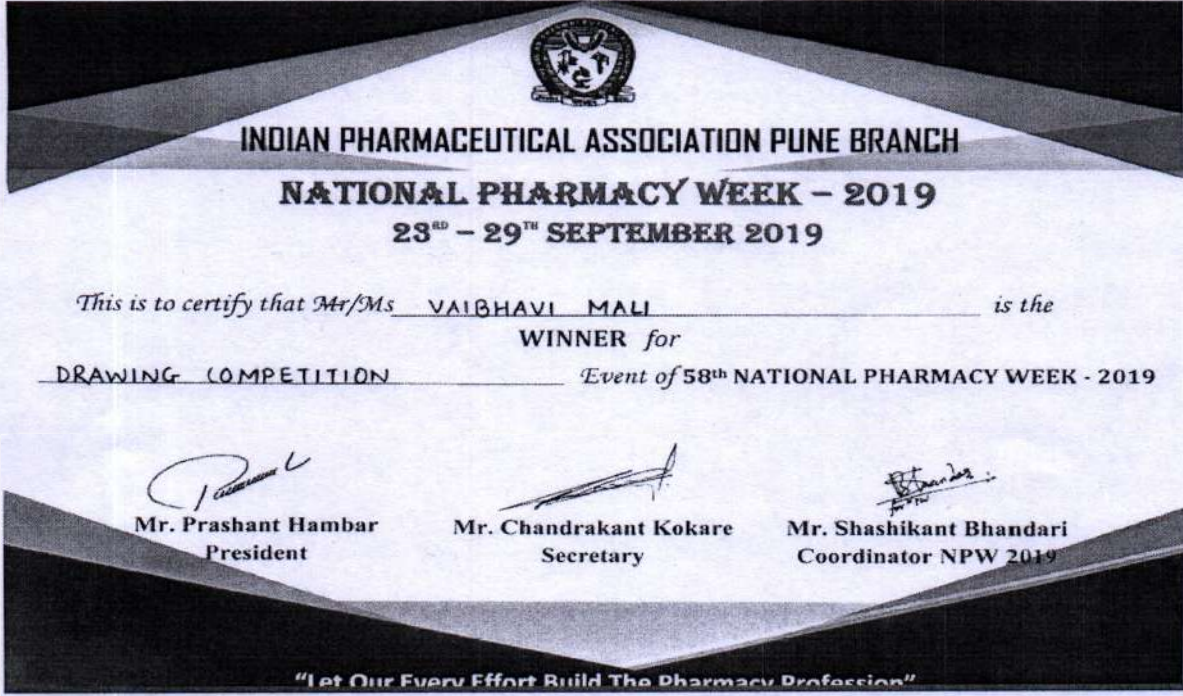 INDIAN PHARMACEUTICAL ASSOCIATION PUNE BRANCH
NATIONAL PHARMACY WEEK – 2019
23RD – 29TH SEPTEMBER 2019
This is to certify that Mr/Ms VAIBHAVI MALI is the
WINNER for
DRAWING COMPETITION Event of 58th NATIONAL PHARMACY WEEK - 2019
Mr. Prashant Hambar Mr. Chandrakant Kokare Mr. Shashikant Bhandari
President Secretary Coordinator NPW 2019
"Let Our Every Effort Build The Pharmacy Profession"